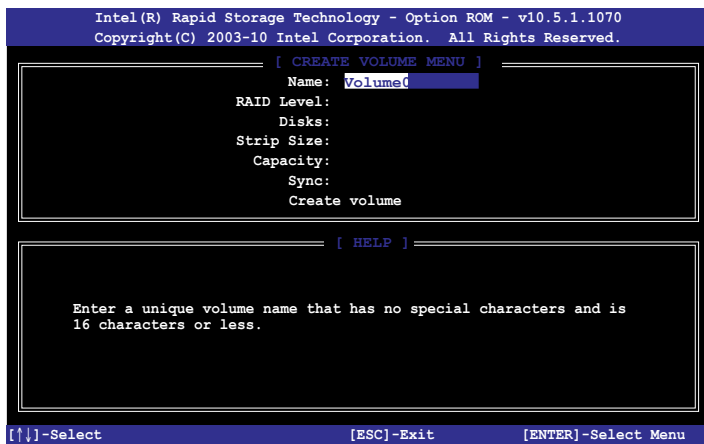 Intel(R) Rapid Storage Technology - Option ROM - v10.5.1.1070
Copyright(C) 2003-10 Intel Corporation. All Rights Reserved.
[ CREATE VOLUME MENU ]
Name: Volume0
RAID Level:
Disks:
Strip Size:
Capacity:
Sync:
Create volume
[ HELP ]
Enter a unique volume name that has no special characters and is
16 characters or less.
[↑↓]-Select [ESC]-Exit [ENTER]-Select Menu